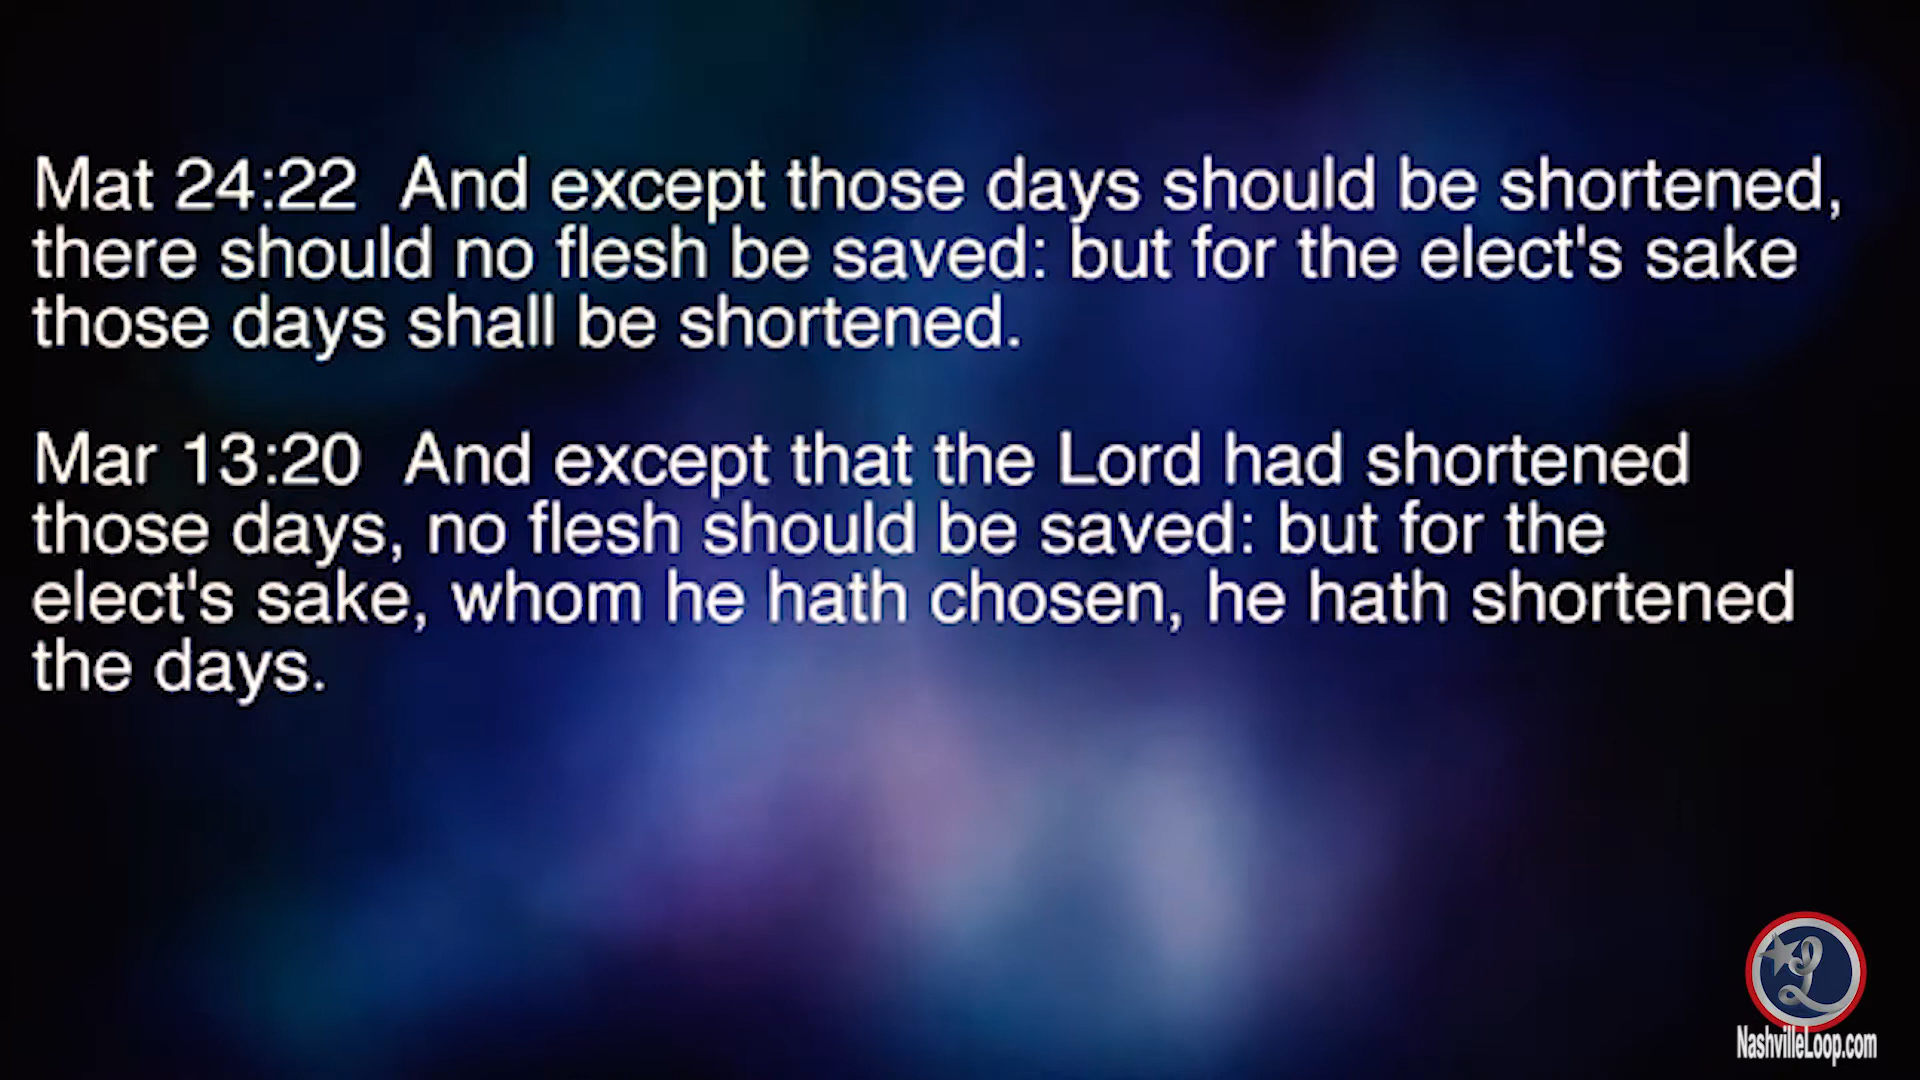 Mat 24:22  And except those days should be shortened,
there should no flesh be saved: but for the elect's sake
those days shall be shortened.
Mar 13:20  And except that the Lord had shortened
those days, no flesh should be saved: but for the
elect's sake, whom he hath chosen, he hath shortened
the days.
L
NashvilleLoop.com